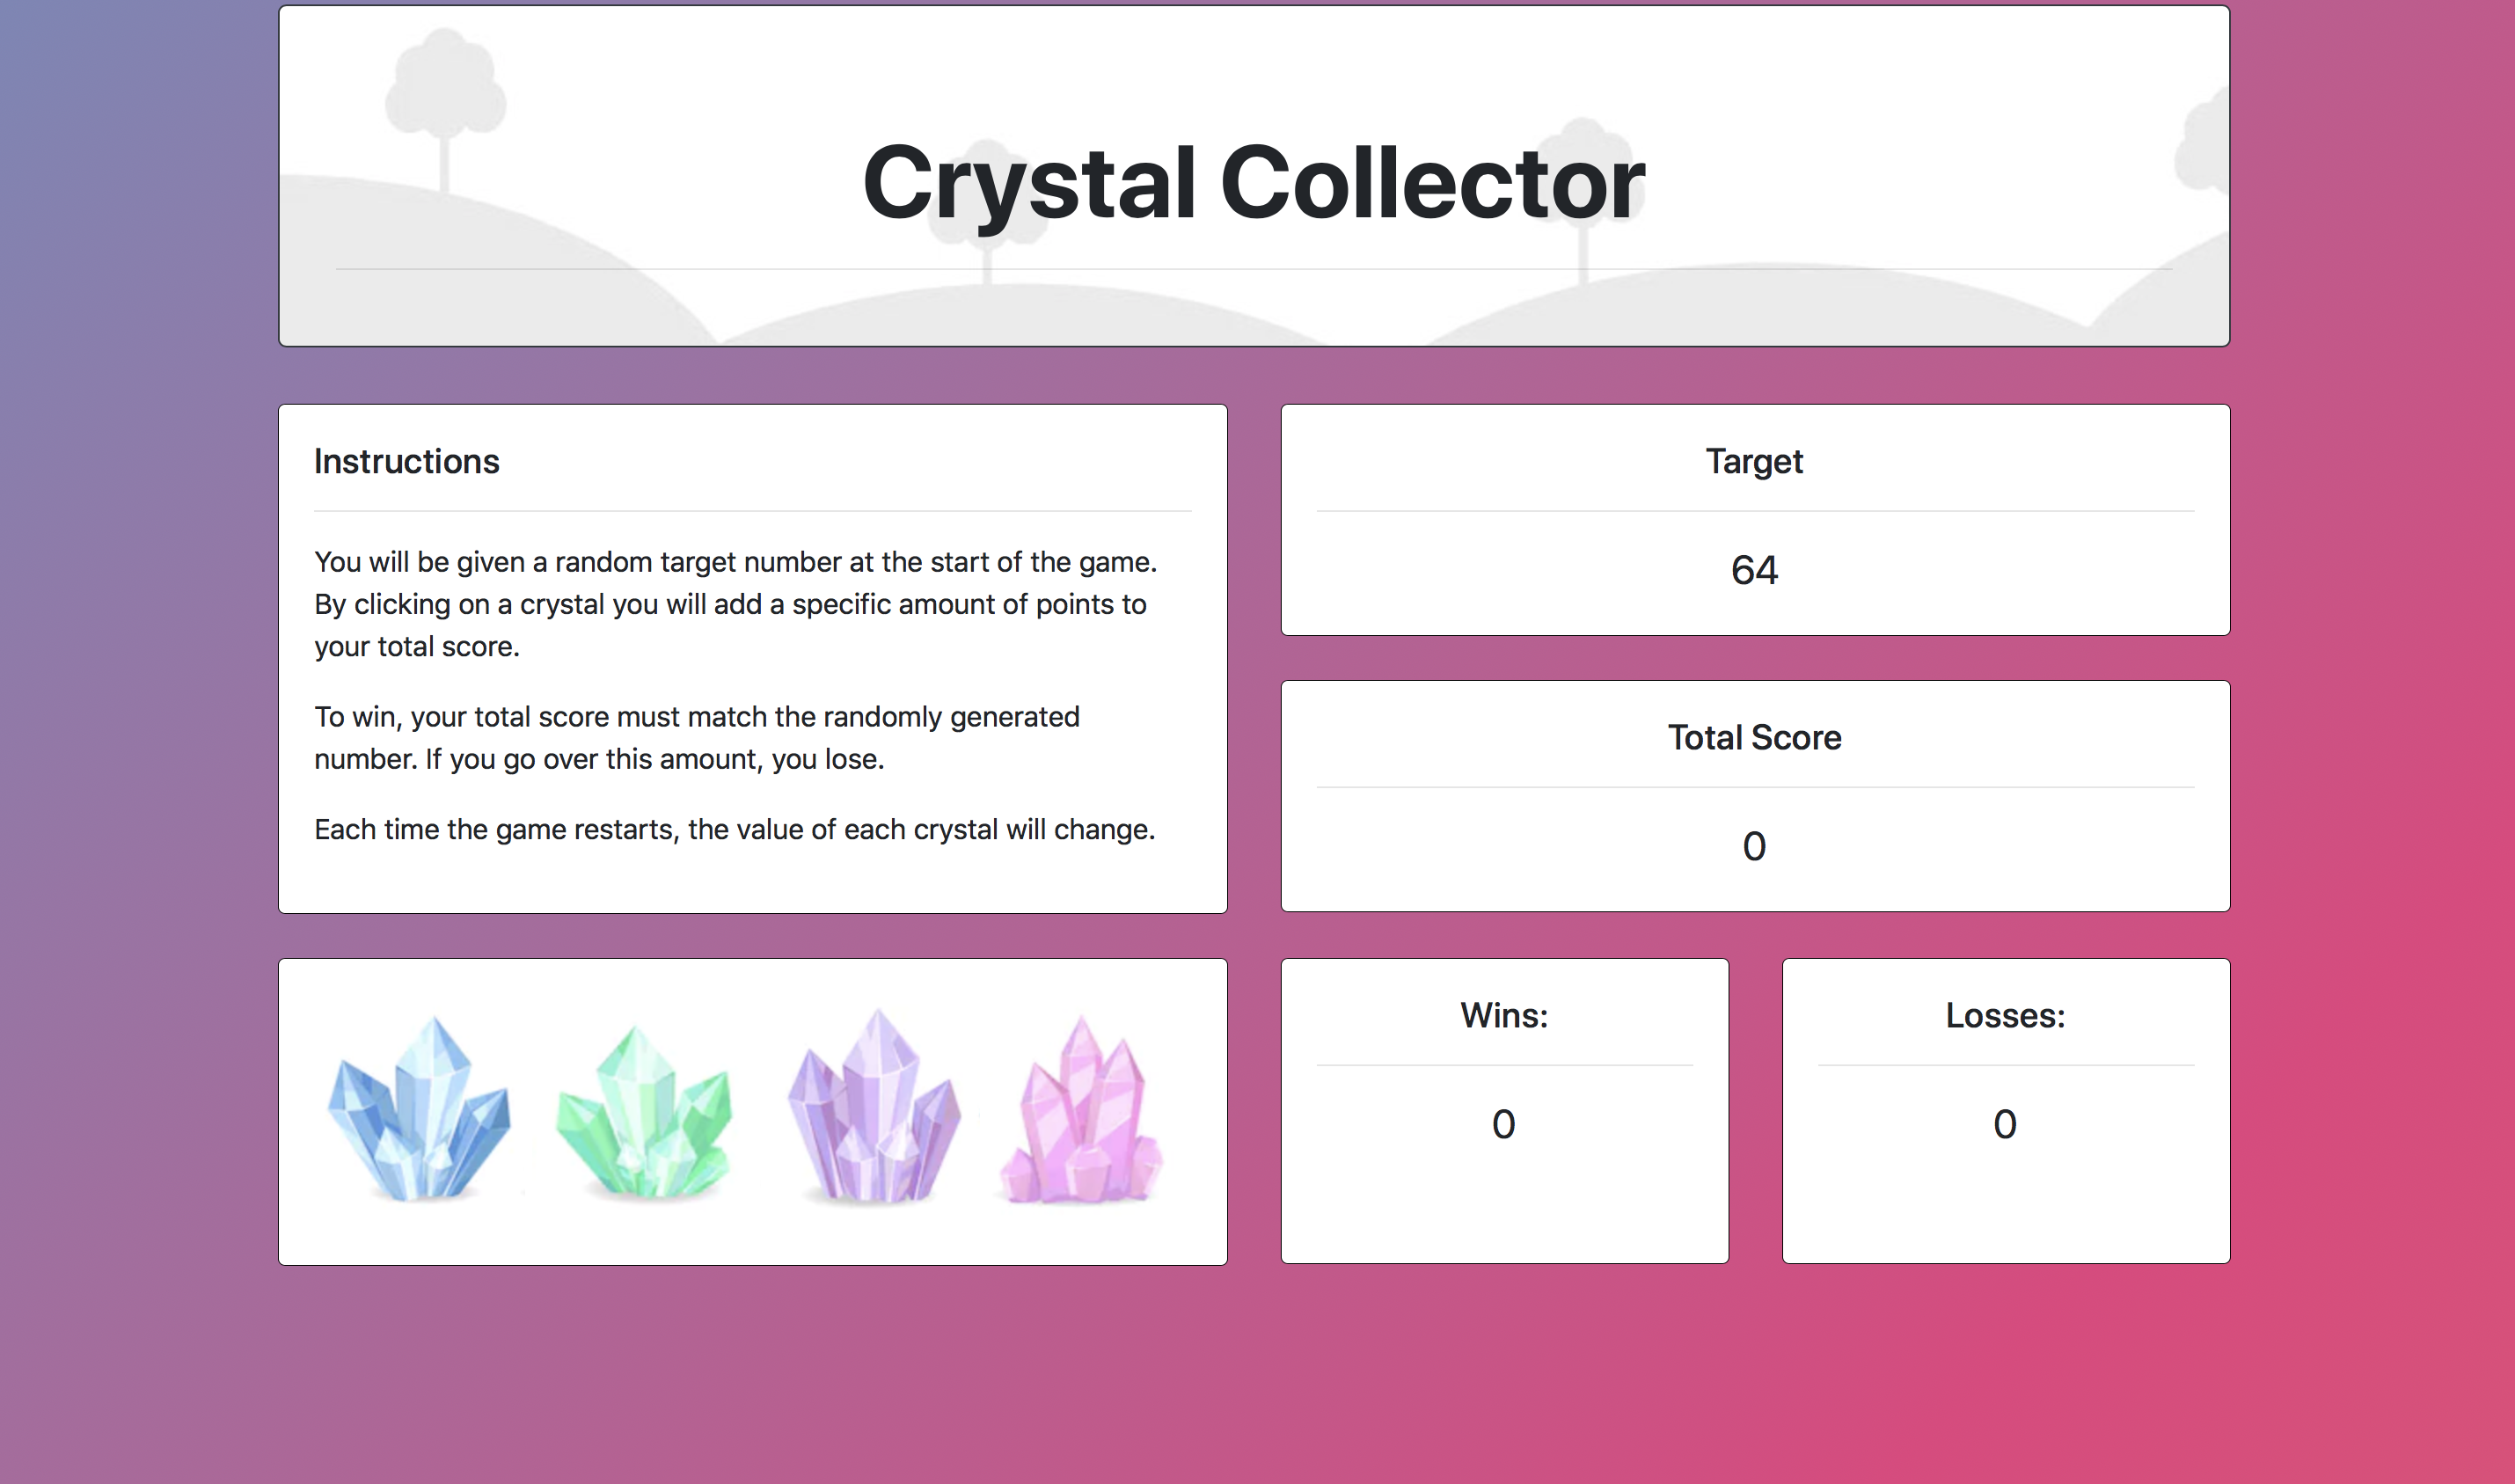 Crystal Collector
Instructions
You will be given a random target number at the start of the game.
By clicking on a crystal you will add a specific amount of points to
your total score.
To win, your total score must match the randomly generated
number. If you go over this amount, you lose.
Each time the game restarts, the value of each crystal will change.
Target
64
Total Score
0
Wins:
0
Losses:
0